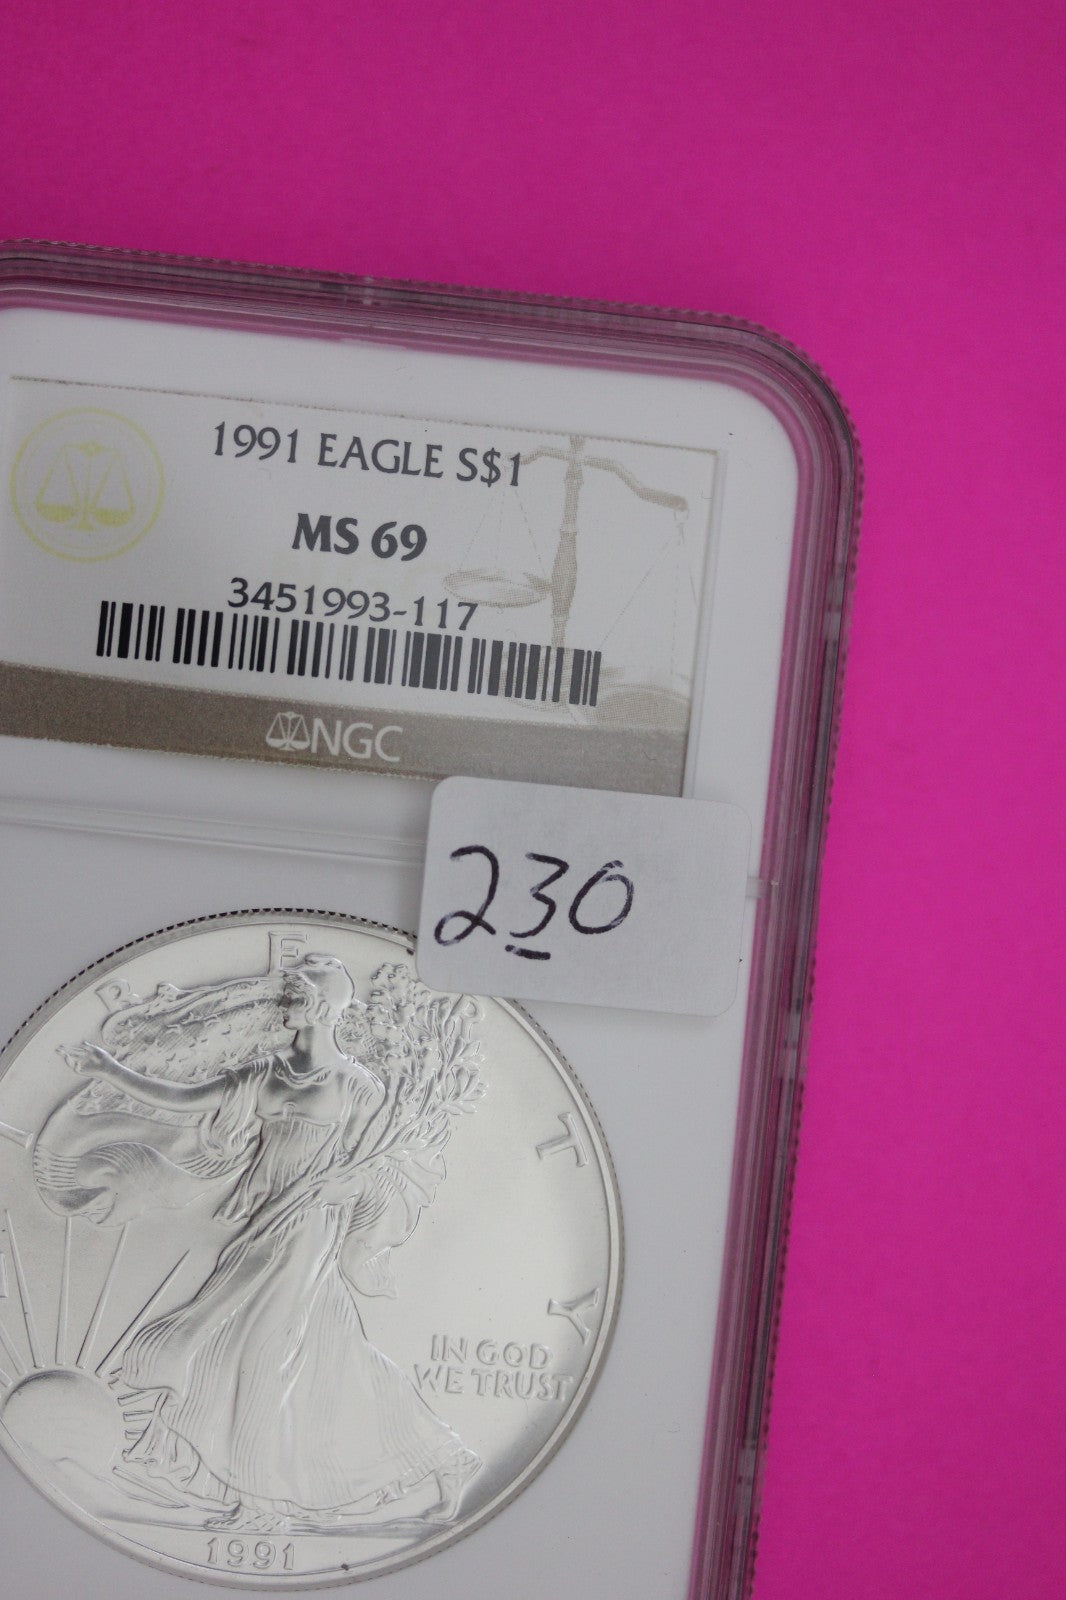 1991 EAGLE S$1
MS 69
3451993-117
NGC
230
LIBERTY
IN GOD
WE TRUST
1991